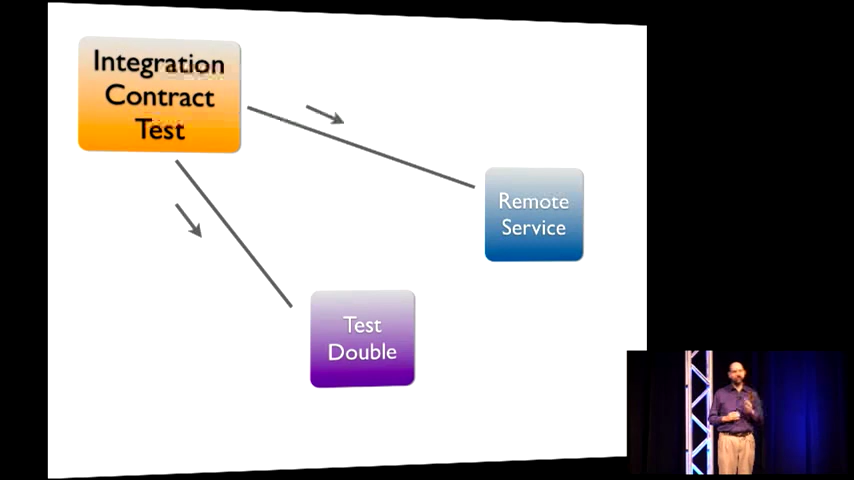 Integration
Contract
Test
Remote
Service
Test
Double